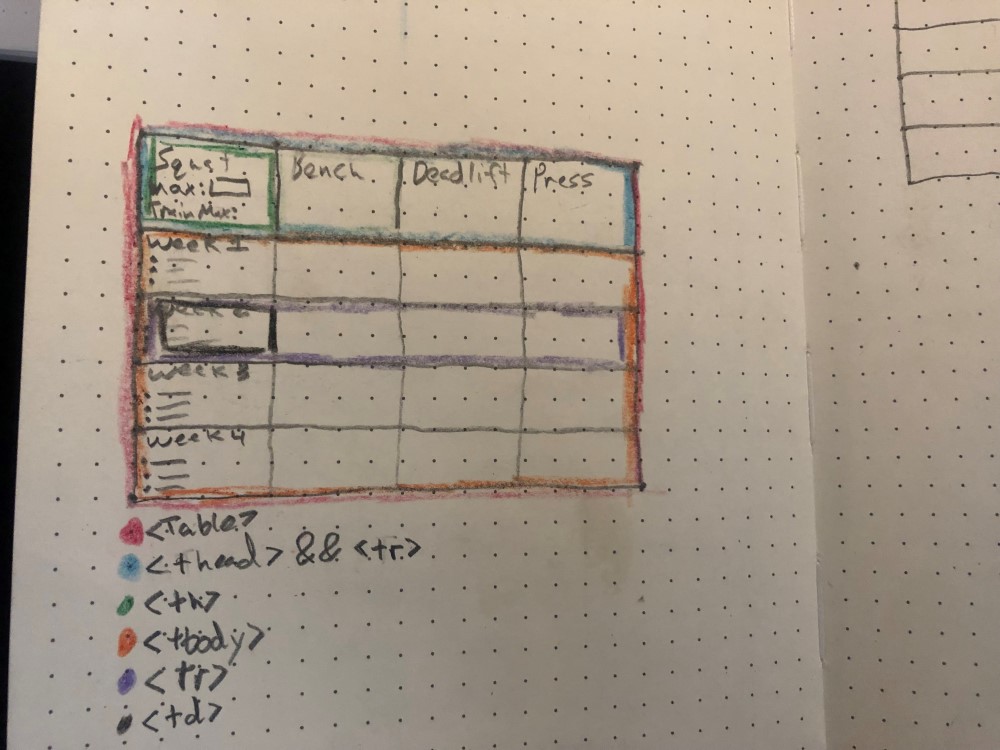 Squat Bench Deadlift Press
Max:
Train Max:
Week 1
Week 2
Week 3
Week 4
<Table>
<thead> && <tr>
<th>
<tbody>
<tr>
<td>